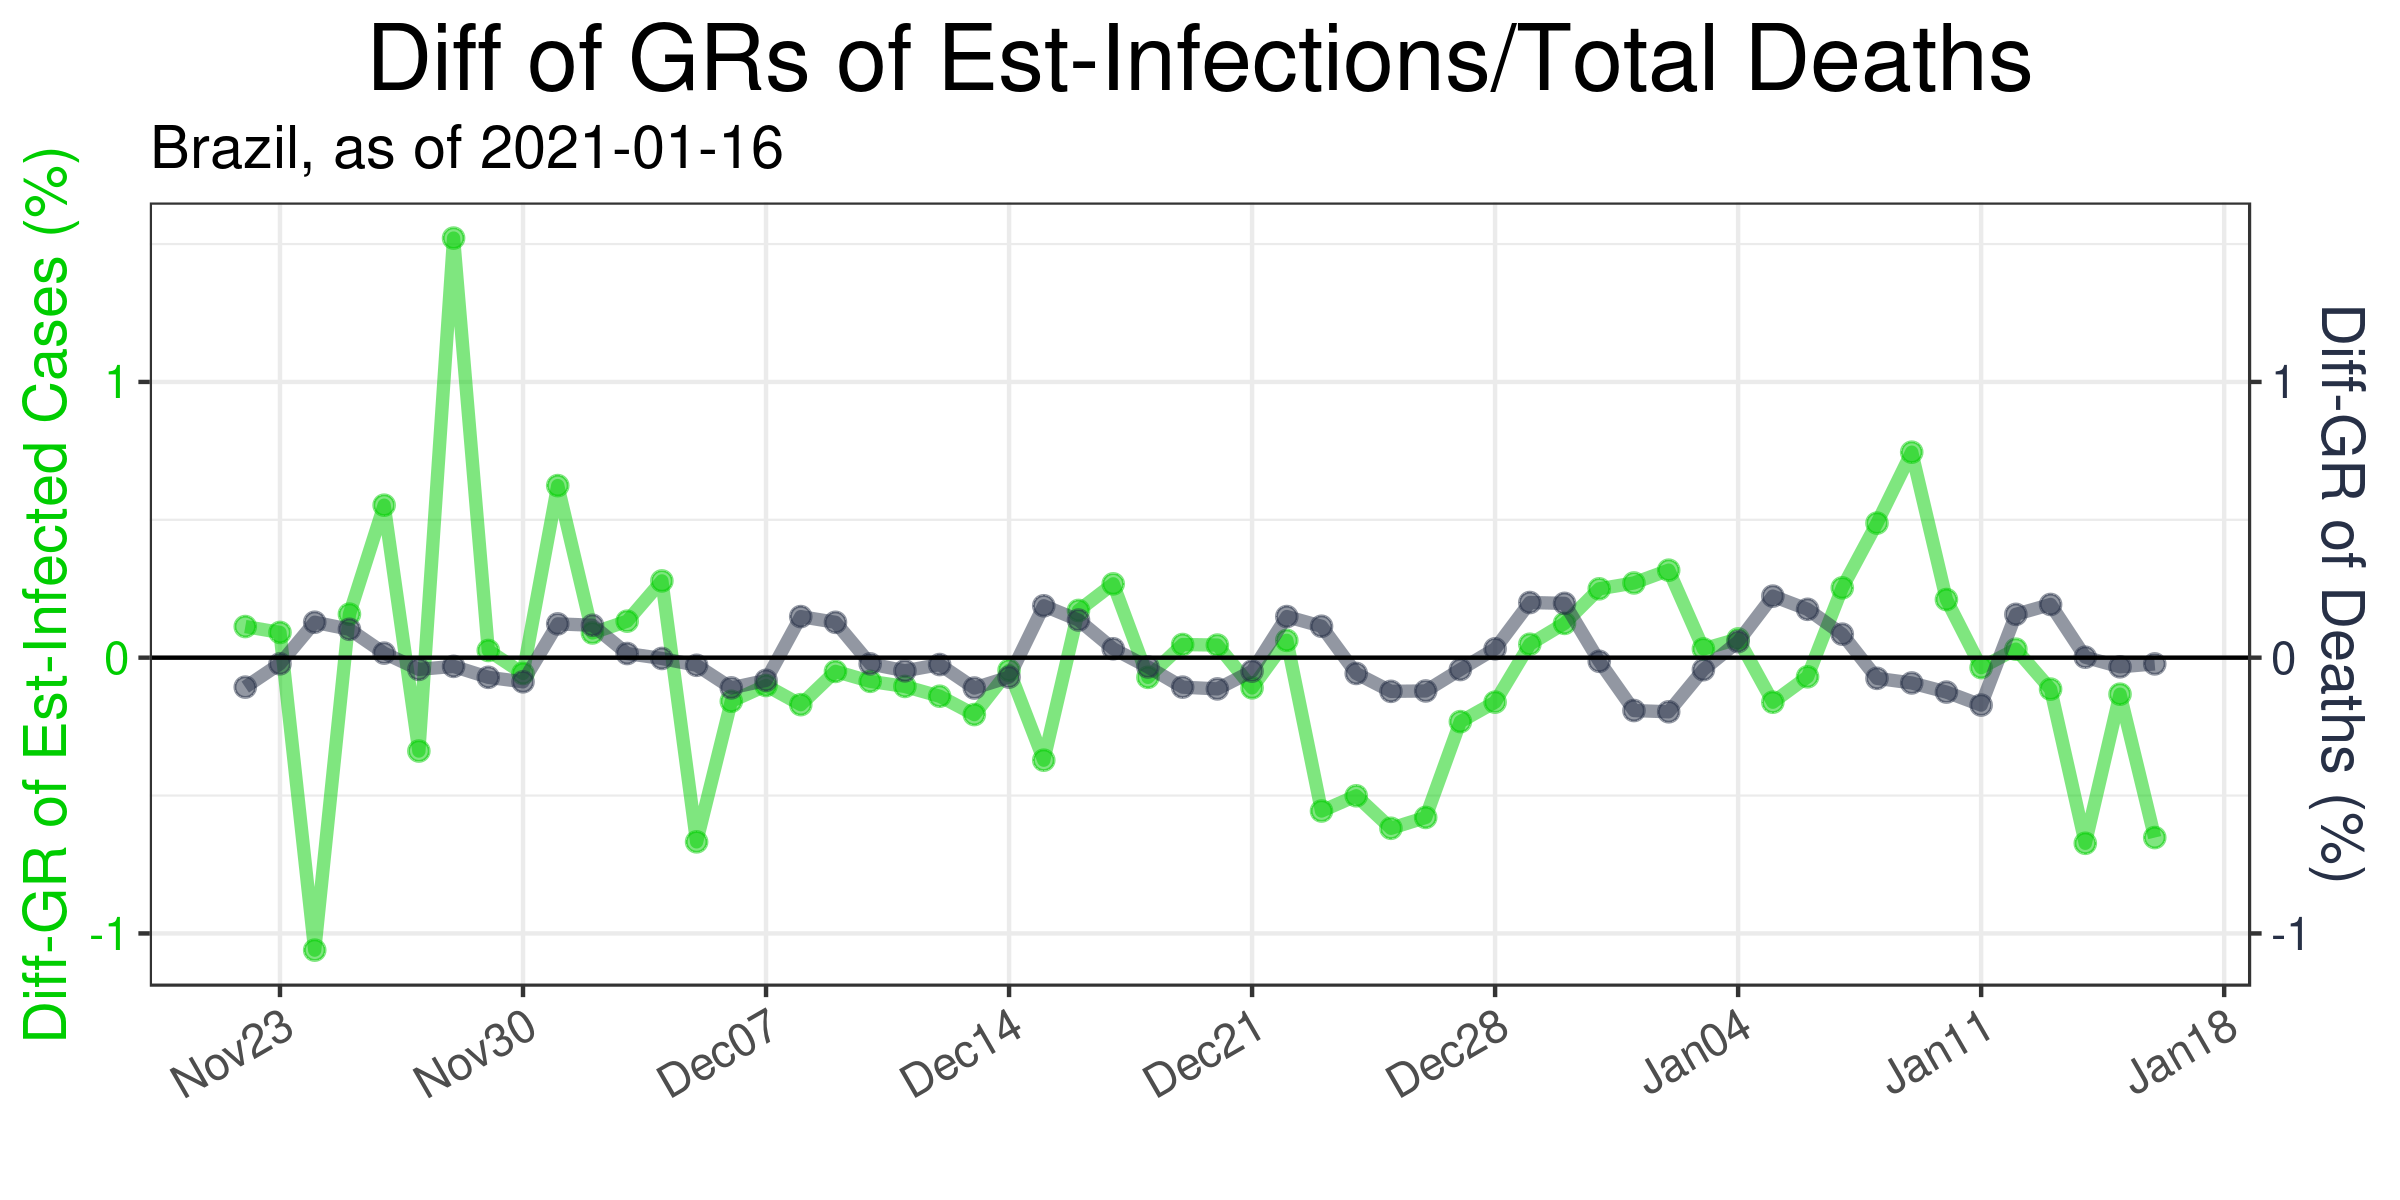 Diff of GRs of Est-Infections/Total Deaths
Brazil, as of 2021-01-16
Diff-GR of Est-Infected Cases (%)
1
0
-1
1
0
-1
Diff-GR of Deaths (%)
Nov23
Nov30
Dec07
Dec14
Dec21
Dec28
Jan04
Jan11
Jan18